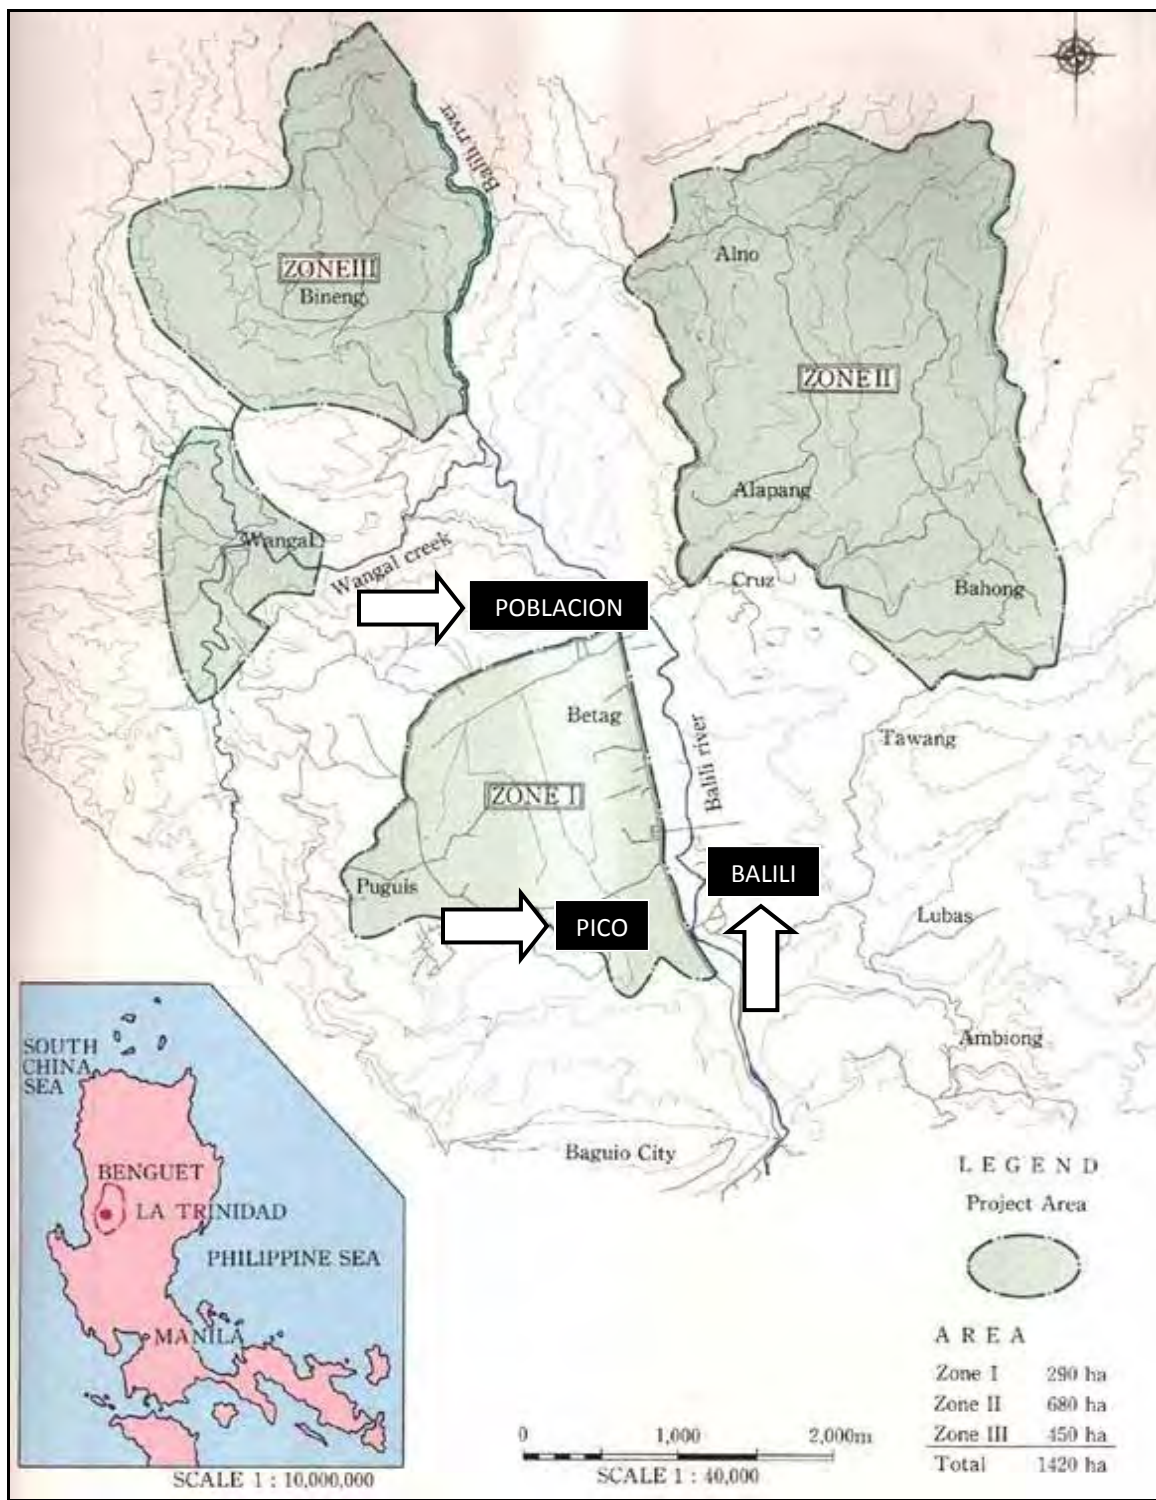 Balili river
ZONE III
Bineng
Alno
ZONE II
Alapang
Wangal
Wangal creek
Cruz
Bahong
POBLACION
Betag
Balili river
Tawang
ZONE I
Puguis
BALILI
PICO
Lubas
Ambiong
Baguio City
SOUTH
CHINA
SEA
BENGUET
LA TRINIDAD
PHILIPPINE SEA
MANILA
SCALE 1 : 10,000,000
LEGEND
Project Area
AREA
Zone I 290 ha
Zone II 680 ha
Zone III 450 ha
Total 1420 ha
0 1,000 2,000m
SCALE 1 : 40,000